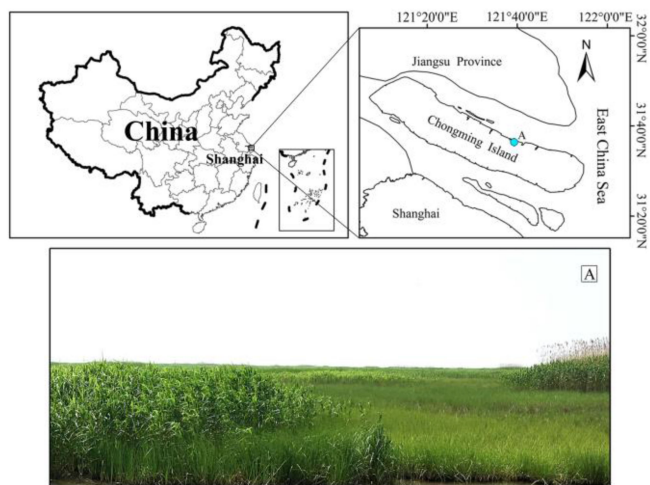 China
Shanghai
121°20'0"E 121°40'0"E 122°0'0"E
N
Jiangsu Province
A
Chongming Island
Shanghai
East China Sea
32°0'0"N
31°40'0"N
31°20'0"N
A